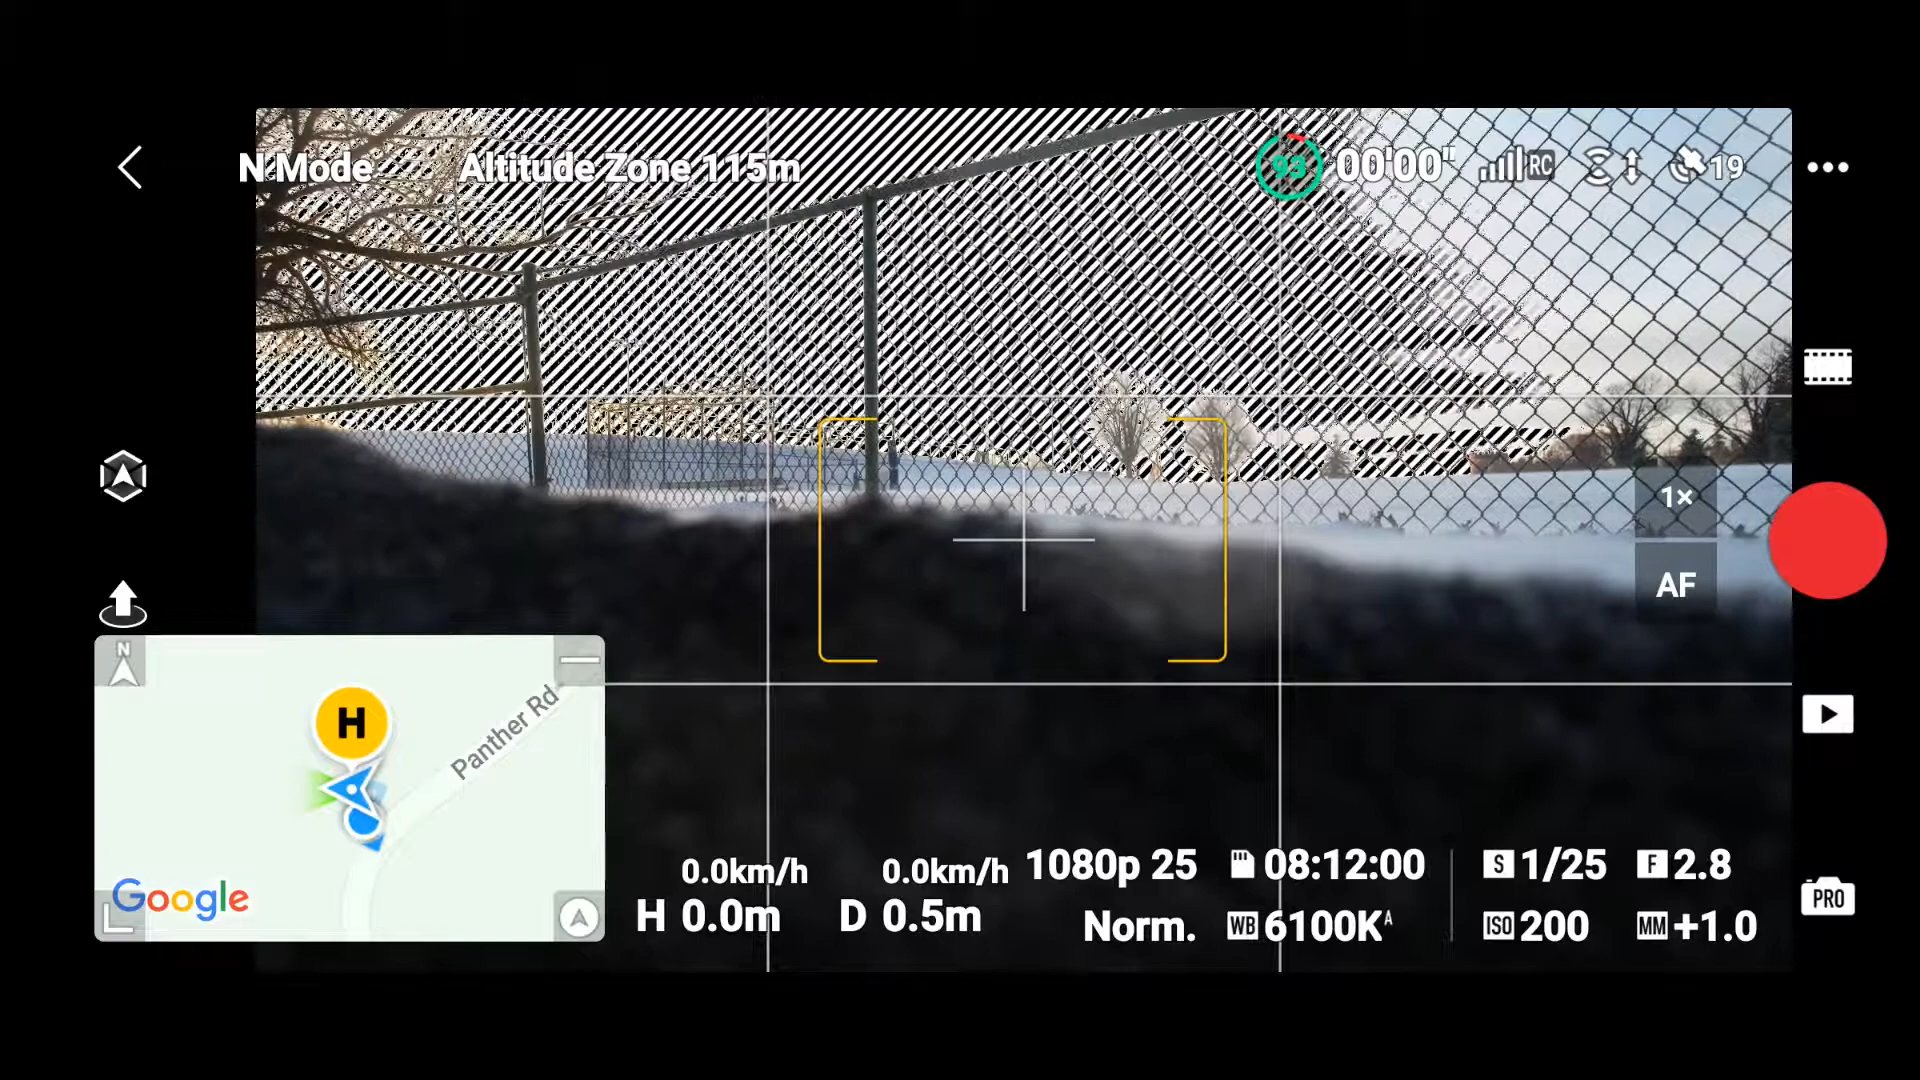 N Mode
Altitude Zone 115m
93
00'00"
RC
19
1×
AF
N
H
Panther Rd
Google
0.0km/h
0.0km/h
H 0.0m
D 0.5m
1080p 25
08:12:00
Norm.
WB 6100K A
S 1/25
F 2.8
ISO 200
MM +1.0
PRO